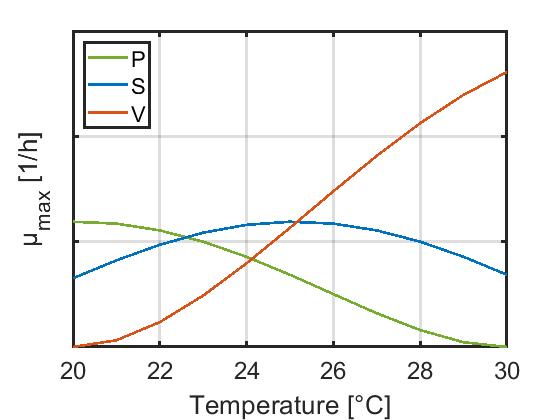 P
S
V
μmax [1/h]
20 22 24 26 28 30
Temperature [°C]